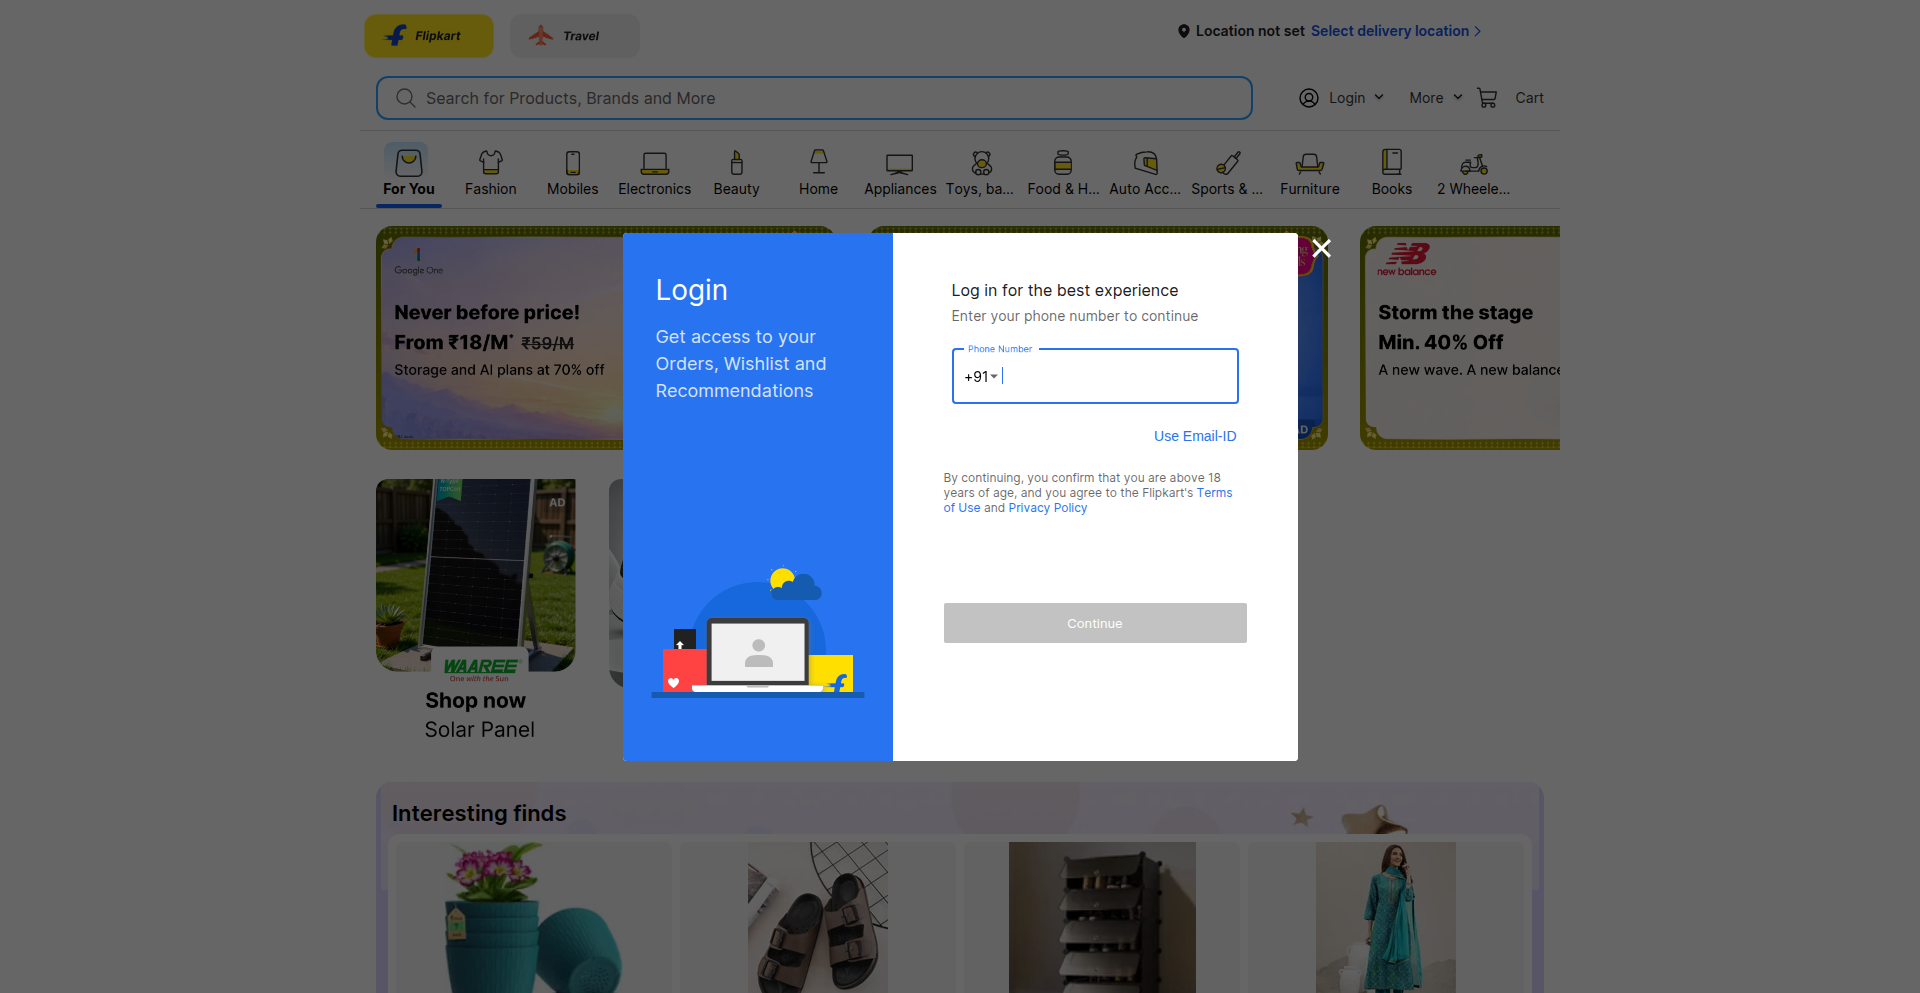 Flipkart
Travel
Location not set Select delivery location
Search for Products, Brands and More
Login
More
Cart
For You
Fashion
Mobiles
Electronics
Beauty
Home
Appliances
Toys, ba...
Food & H...
Auto Acc...
Sports & ...
Furniture
Books
2 Wheele...
Google One
Never before price!
From ₹18/M* ₹59/M
Storage and AI plans at 70% off
new balance
Storm the stage
Min. 40% Off
A new wave. A new balance
AD
Login
Get access to your
Orders, Wishlist and
Recommendations
Log in for the best experience
Enter your phone number to continue
Phone Number
+91
Use Email-ID
By continuing, you confirm that you are above 18
years of age, and you agree to the Flipkart's Terms
of Use and Privacy Policy
Continue
AD
WAAREE
One with the Sun
Shop now
Solar Panel
Interesting finds